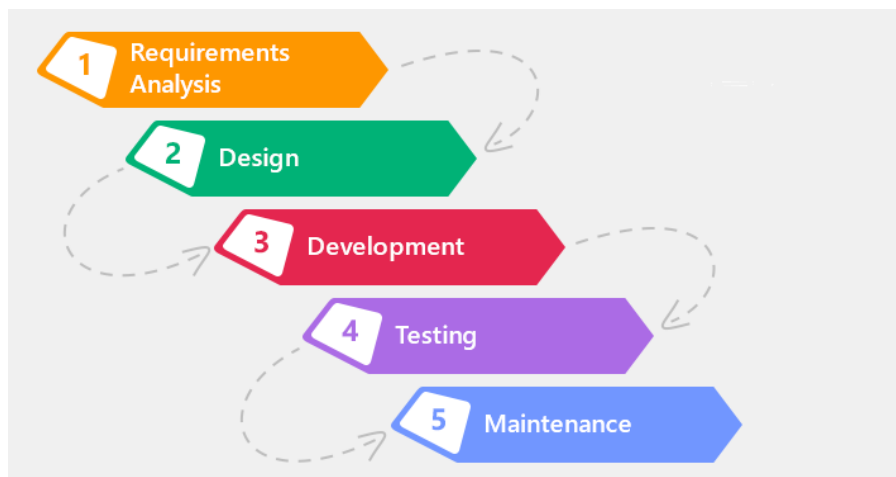 1
Requirements
Analysis
2
Design
3
Development
4
Testing
5
Maintenance